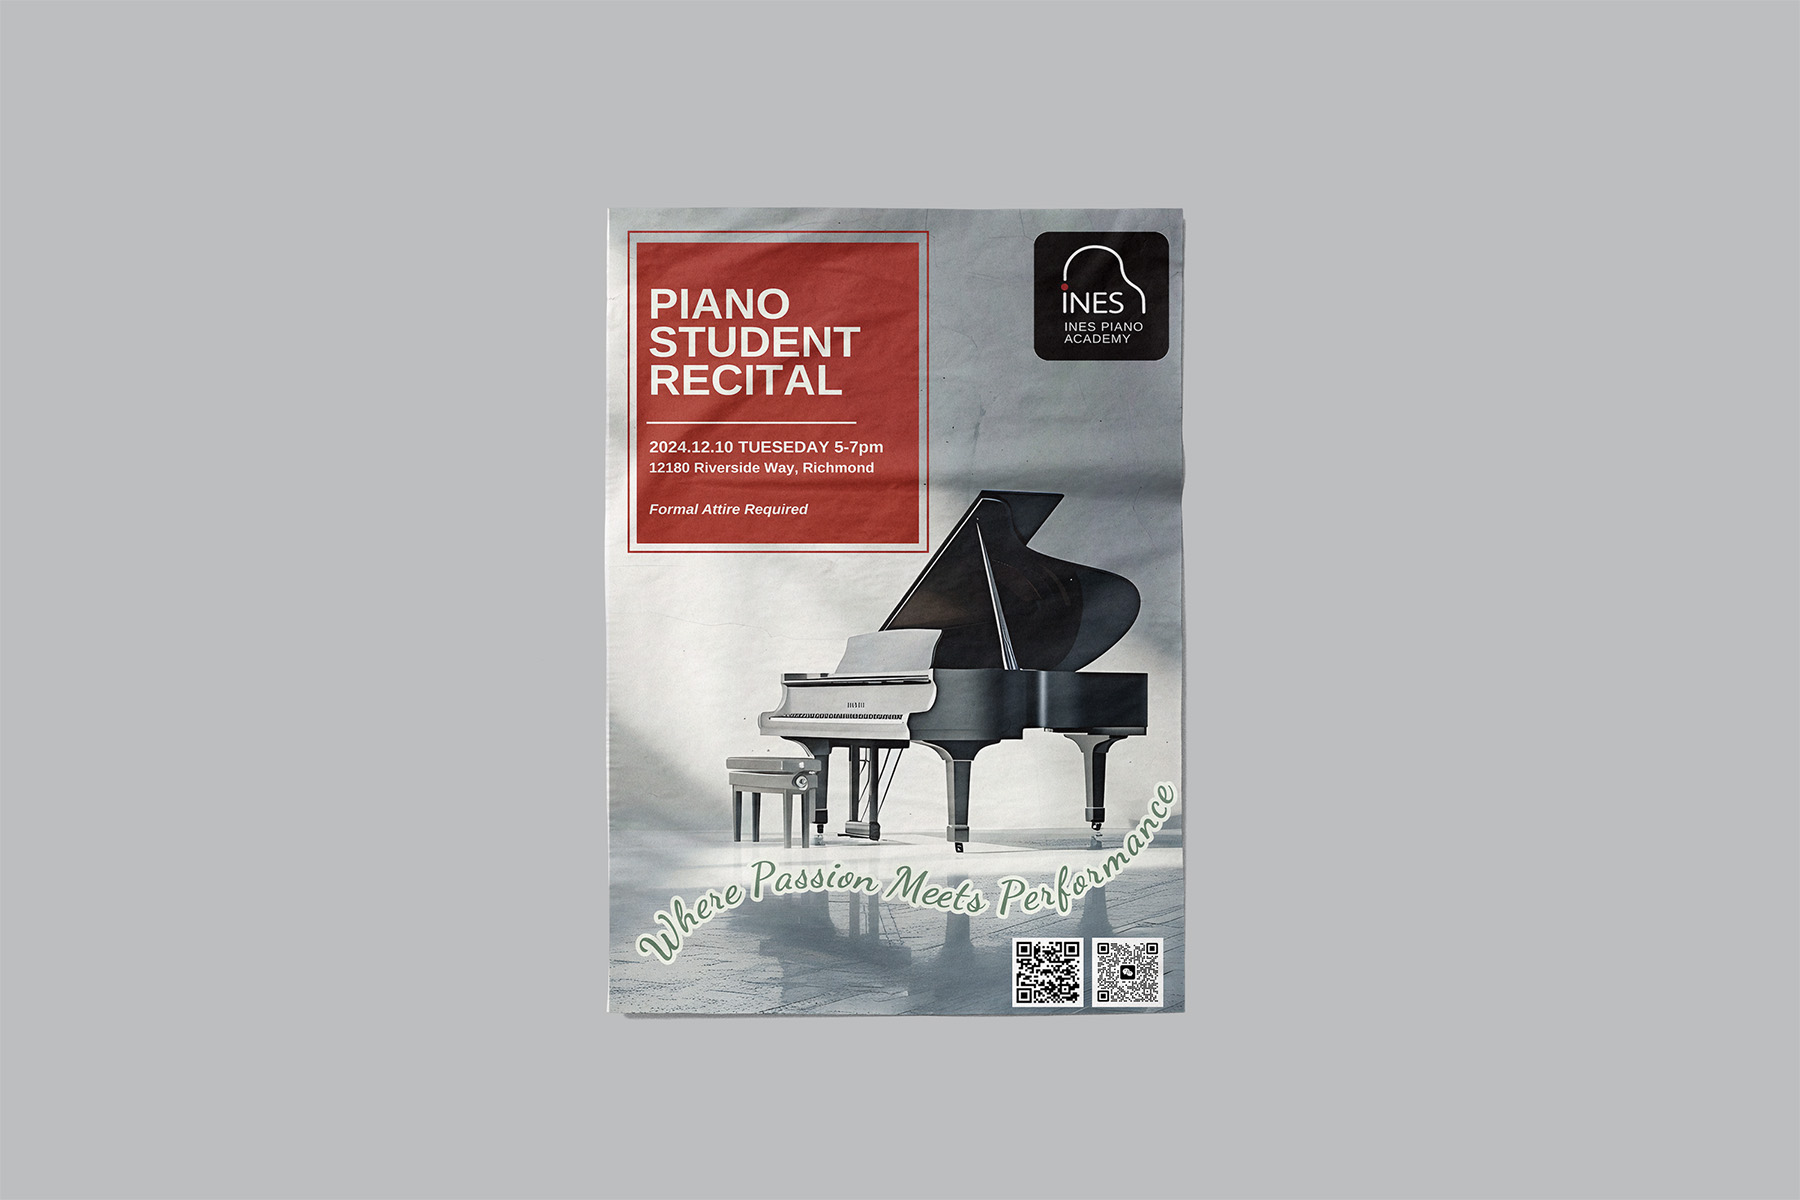 PIANO
STUDENT
RECITAL
2024.12.10 TUESEDAY 5-7pm
12180 Riverside Way, Richmond
Formal Attire Required
iNES
INES PIANO
ACADEMY
Where Passion Meets Performance